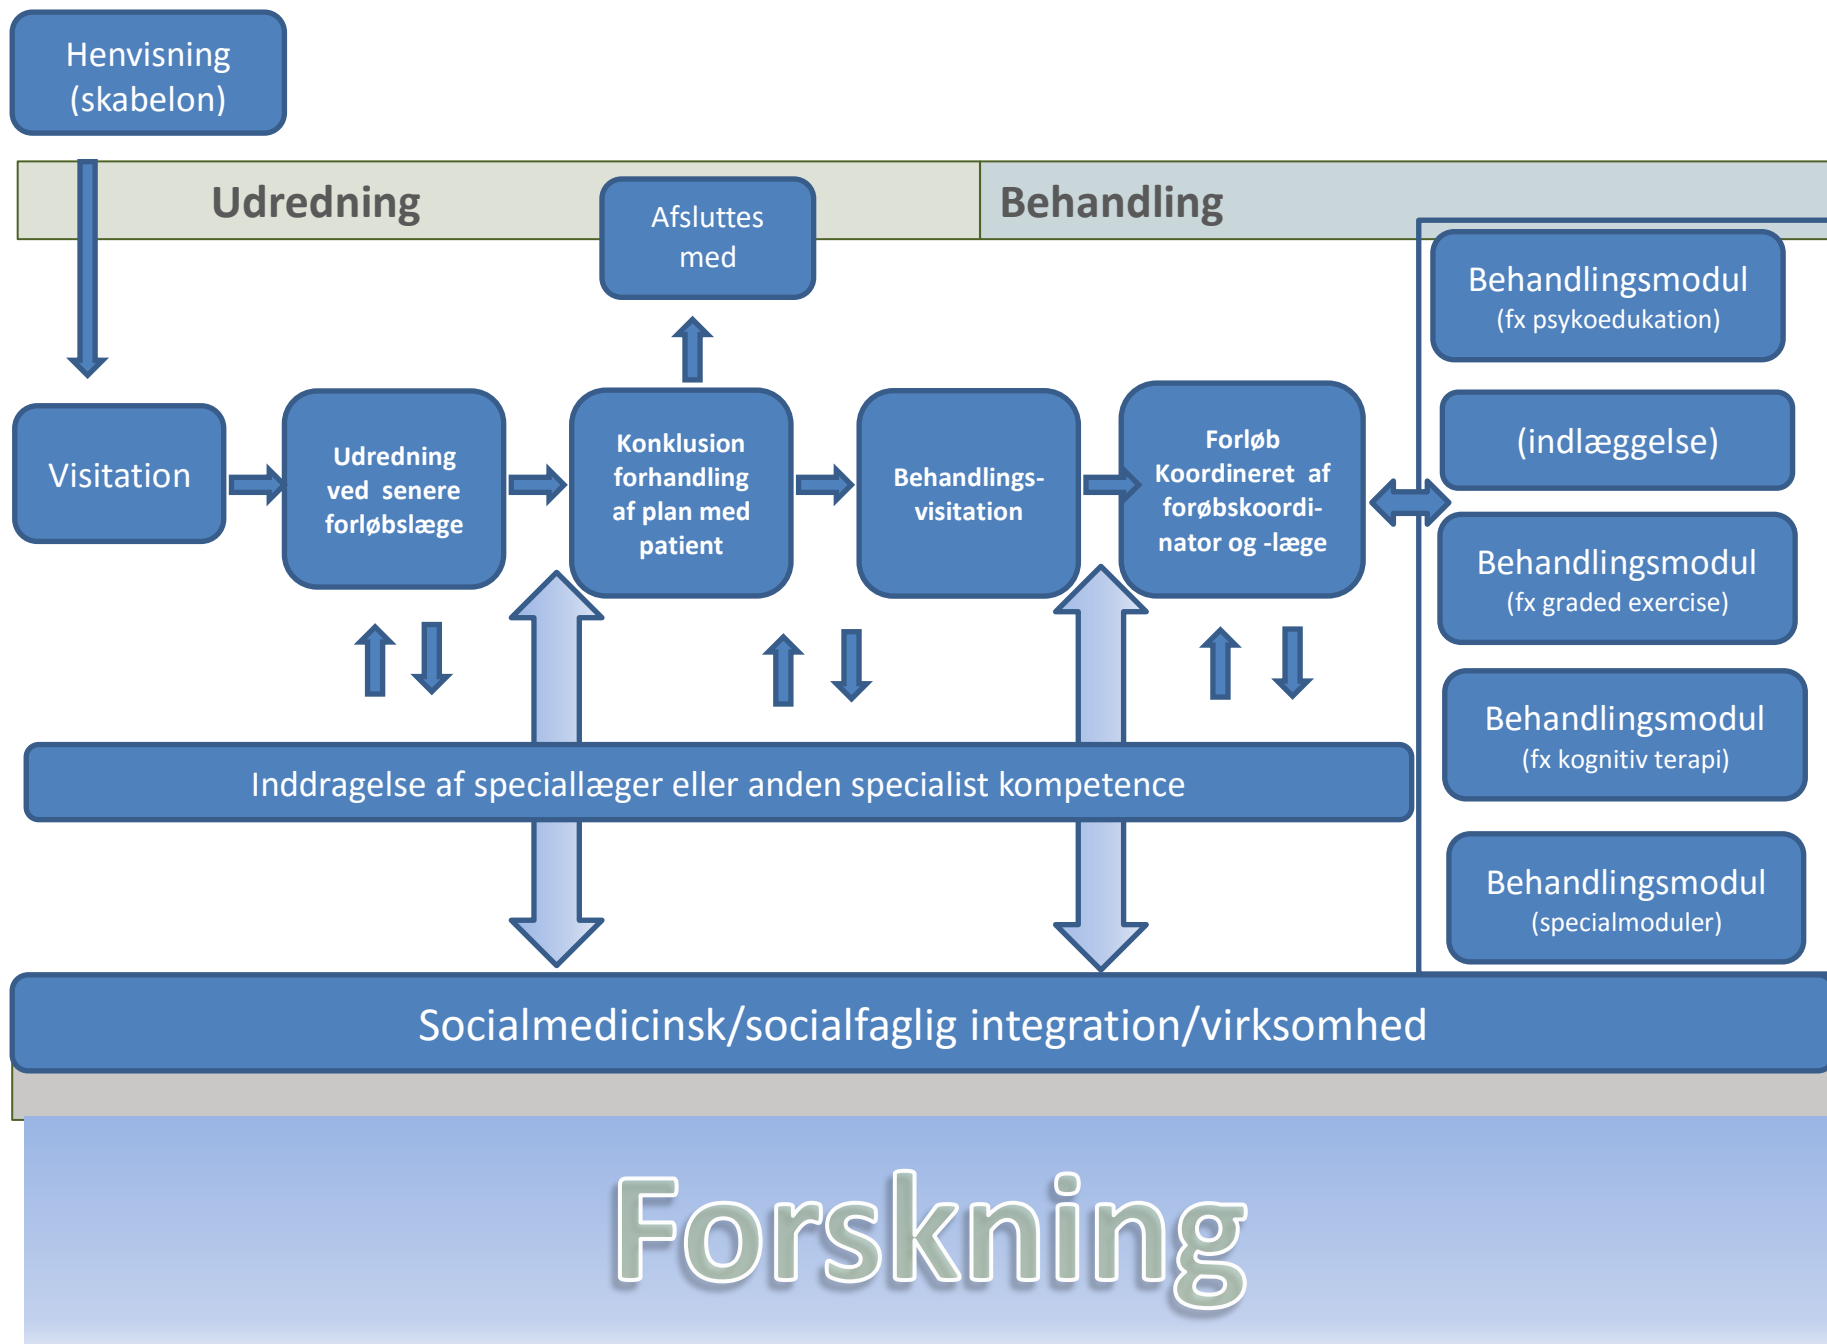 Henvisning
(skabelon)
Udredning
Behandling
Afsluttes
med
Visitation
Udredning
ved senere
forløbslæge
Konklusion
forhandling
af plan med
patient
Behandlings-
visitation
Forløb
Koordineret af
forøbskoordi-
nator og -læge
Behandlingsmodul
(fx psykoedukation)
(indlæggelse)
Behandlingsmodul
(fx graded exercise)
Behandlingsmodul
(fx kognitiv terapi)
Behandlingsmodul
(specialmoduler)
Inddragelse af speciallæger eller anden specialist kompetence
Socialmedicinsk/socialfaglig integration/virksomhed
Forskning